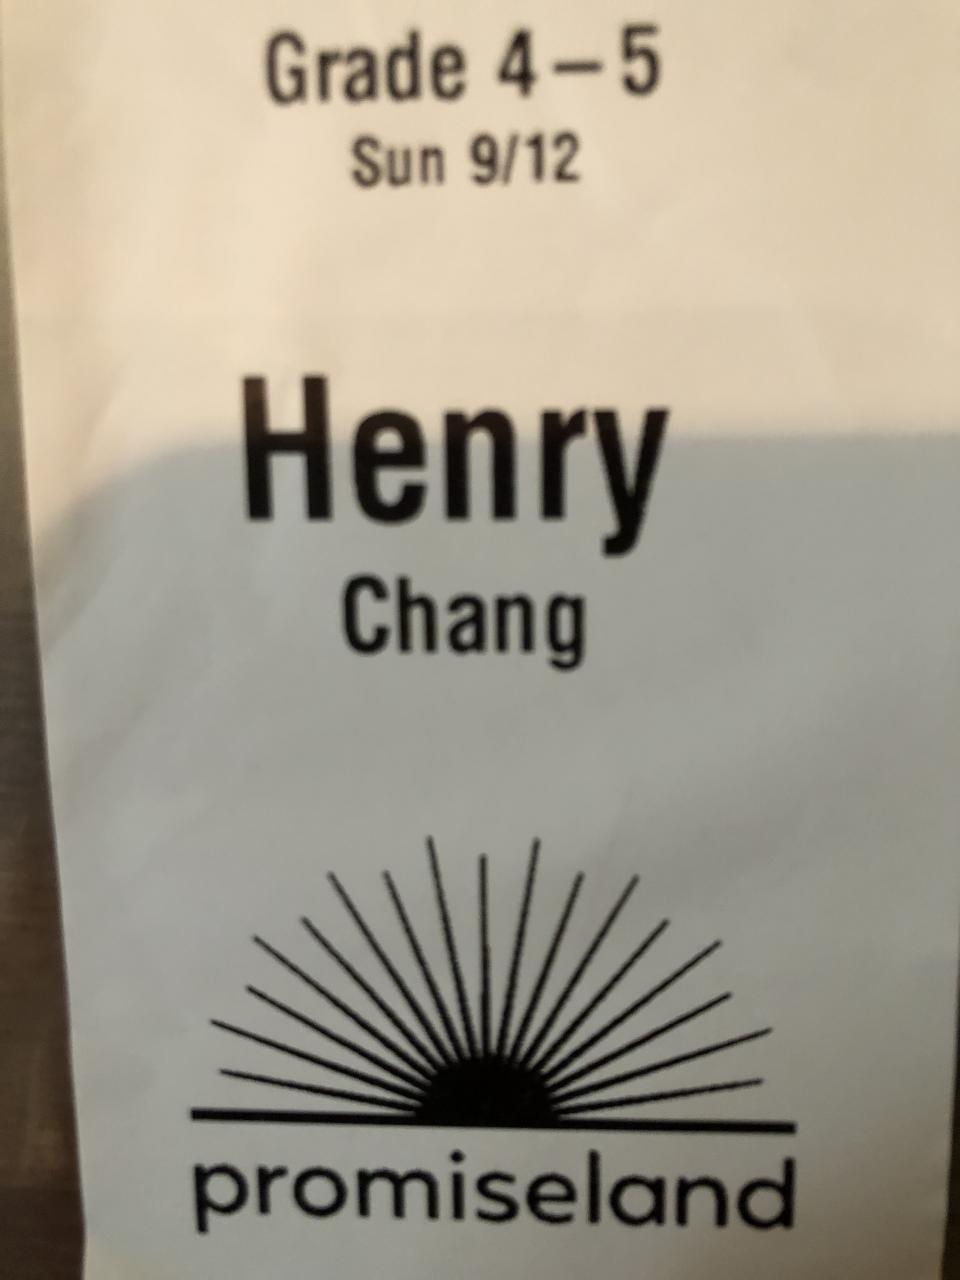 Grade 4 – 5
Sun 9/12
Henry
Chang
promiseland